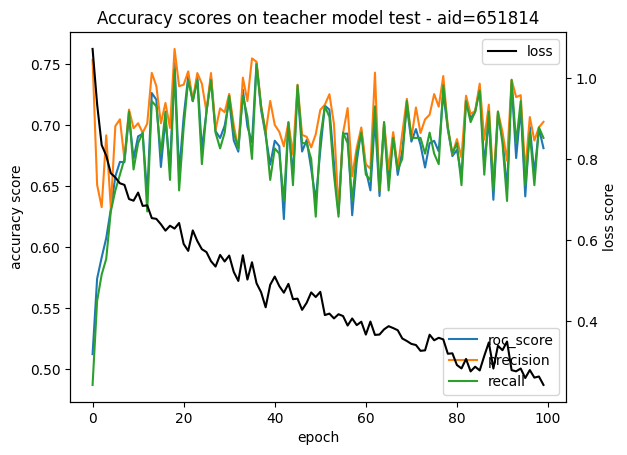 Accuracy scores on teacher model test - aid=651814
loss
accuracy score
0.75
0.70
0.65
0.60
0.55
0.50
1.0
0.8
0.6
0.4
loss score
roc_score
precision
recall
0
20
40
60
80
100
epoch